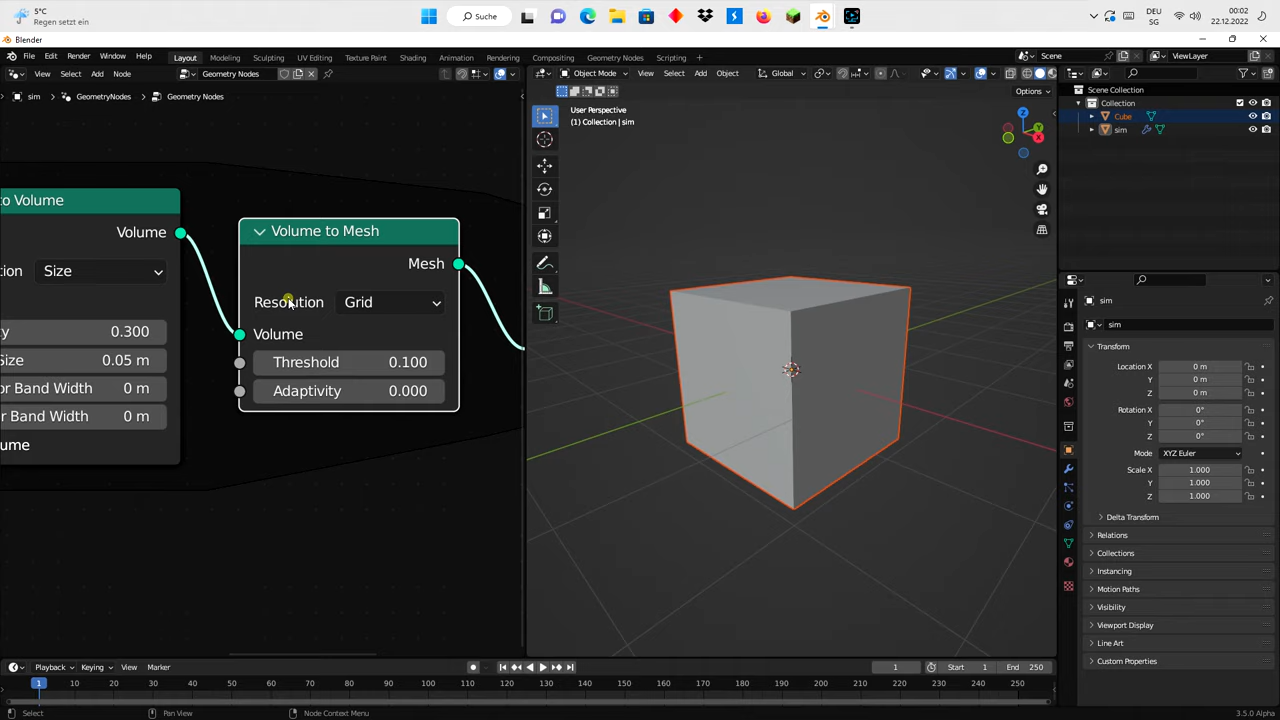 5°C
Regen setzt ein
Suche
DE
SG
00:02
22.12.2022
Blender
File Edit Render Window Help
Layout Modeling Sculpting UV Editing Texture Paint Shading Animation Rendering Compositing Geometry Nodes Scripting
Scene
ViewLayer
View Select Add Node
Geometry Nodes
Object Mode
View Select Add Object
Global
sim
GeometryNodes
Geometry Nodes
Options
User Perspective
(1) Collection | sim
Z
Y
X
Scene Collection
Collection
Cube
sim
to Volume
Volume
Size
0.300
Size 0.05 m
or Band Width 0 m
r Band Width 0 m
Volume to Mesh
Mesh
Resolution Grid
Volume
Threshold 0.100
Adaptivity 0.000
sim
sim
Transform
Location X 0 m
Y 0 m
Z 0 m
Rotation X 0°
Y 0°
Z 0°
Mode XYZ Euler
Scale X 1.000
Y 1.000
Z 1.000
Delta Transform
Relations
Collections
Instancing
Motion Paths
Visibility
Viewport Display
Line Art
Custom Properties
Playback Keying View Marker
1
Start 1
End 250
1 10 20 30 40 50 60 70 80 90 100 110 120 130 140 150 160 170 180 190 200 210 220 230 240 250
Select
Pan View
Node Context Menu
3.5.0 Alpha